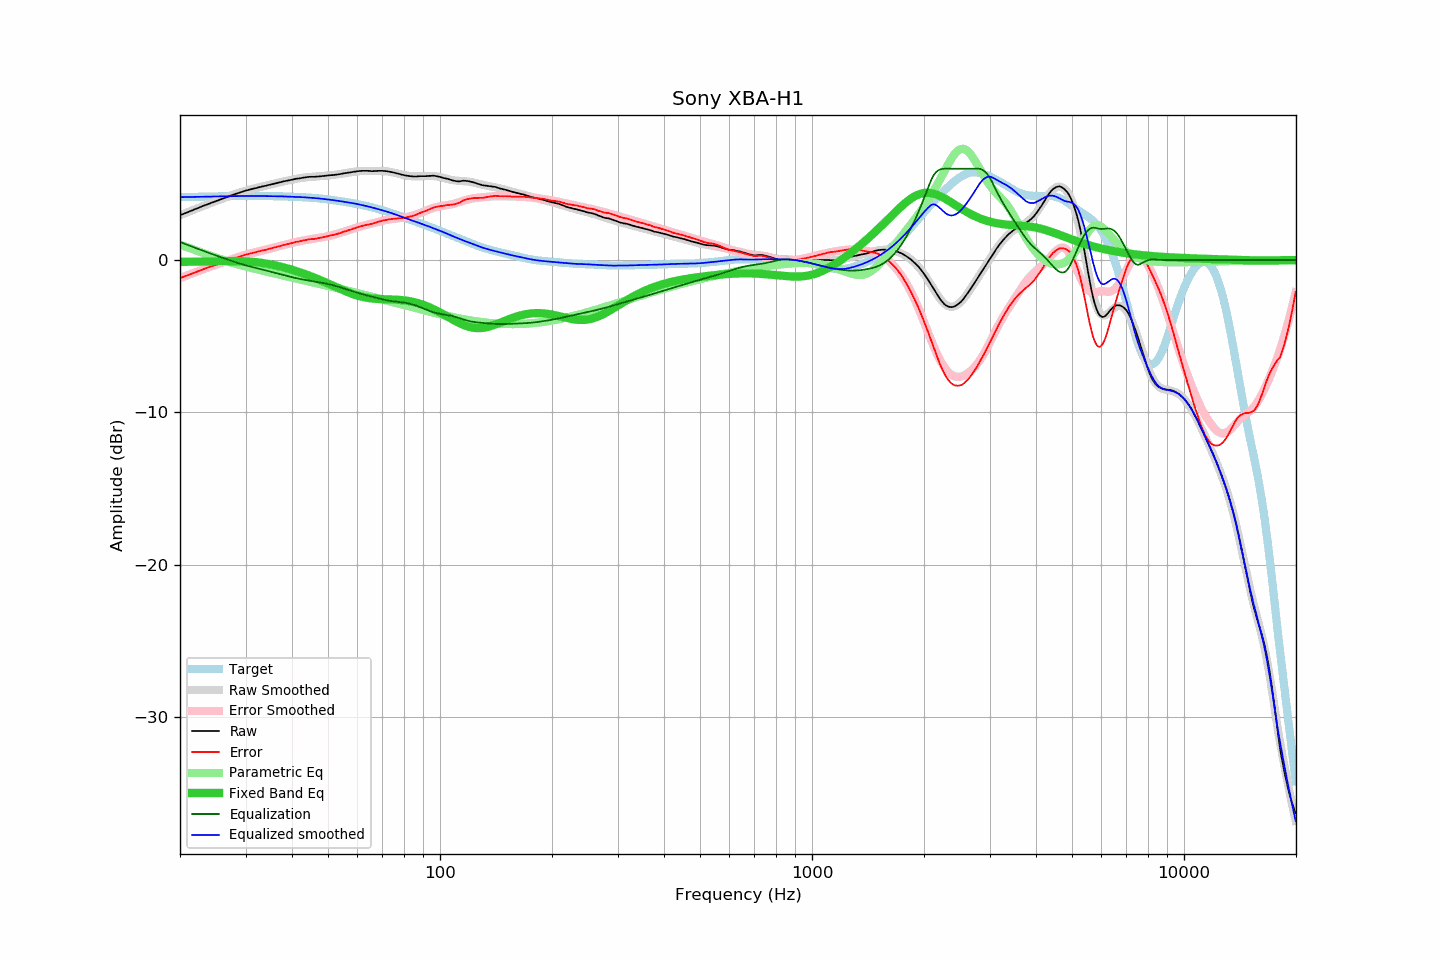 Sony XBA-H1
Amplitude (dBr)
0
−10
−20
−30
Target
Raw Smoothed
Error Smoothed
Raw
Error
Parametric Eq
Fixed Band Eq
Equalization
Equalized smoothed
100
1000
10000
Frequency (Hz)